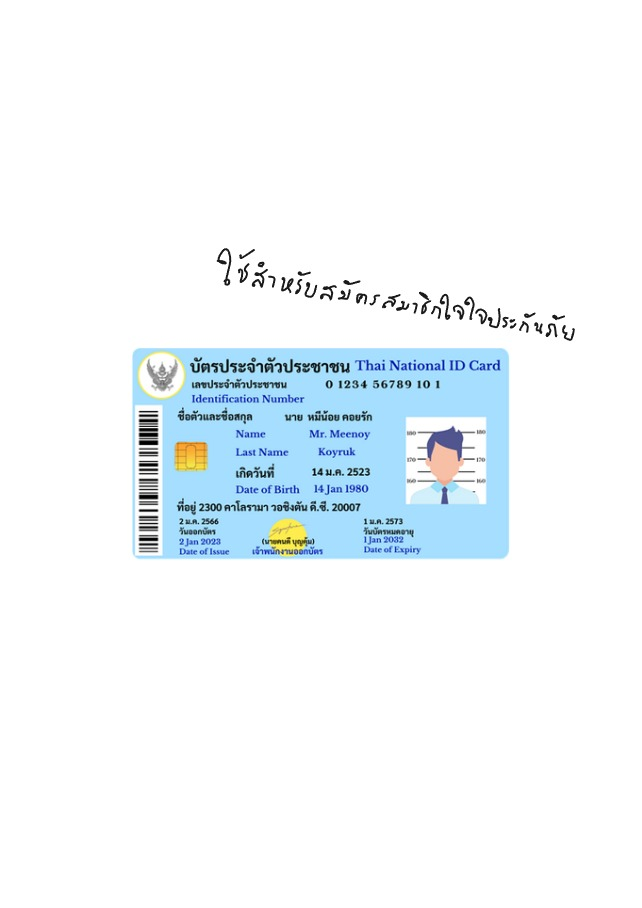 ใช้สำหรับสมัครสมาชิกใจใจประกันภัย
บัตรประจำตัวประชาชน Thai National ID Card
เลขประจำตัวประชาชน 0 1234 56789 10 1
Identification Number
ชื่อตัวและชื่อสกุล นาย หมีน้อย คอยรัก
Name Mr. Meenoy
Last Name Koyruk
เกิดวันที่ 14 ม.ค. 2523
Date of Birth 14 Jan 1980
180 180
170 170
160 160
ที่อยู่ 2300 คาโลรามา วอชิงตัน ดี.ซี. 20007
2 ม.ค. 2566 1 ม.ค. 2573
วันออกบัตร วันบัตรหมดอายุ
2 Jan 2023 (นายคนดี บุญคุ้ม) 1 Jan 2032
Date of Issue เจ้าพนักงานออกบัตร Date of Expiry